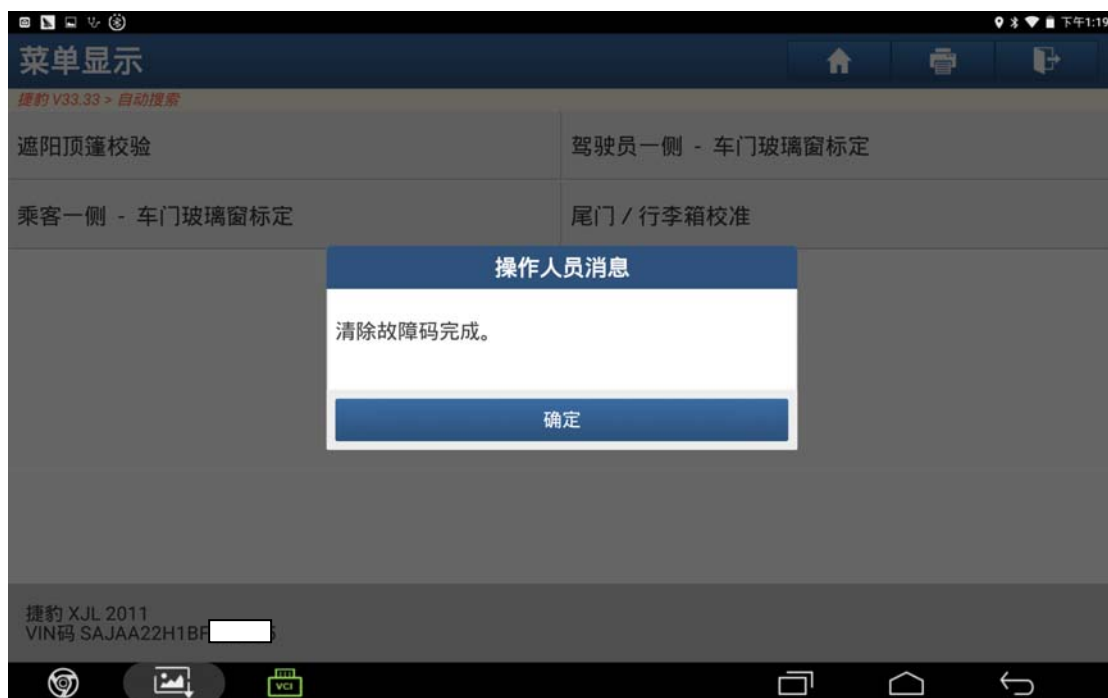 下午1:19
菜单显示
捷豹 V33.33 > 自动搜索
遮阳顶篷校验
驾驶员一侧 - 车门玻璃窗标定
乘客一侧 - 车门玻璃窗标定
尾门 / 行李箱校准
操作人员消息
清除故障码完成。
确定
捷豹 XJL 2011
VIN码 SAJAA22H1BF
VCI